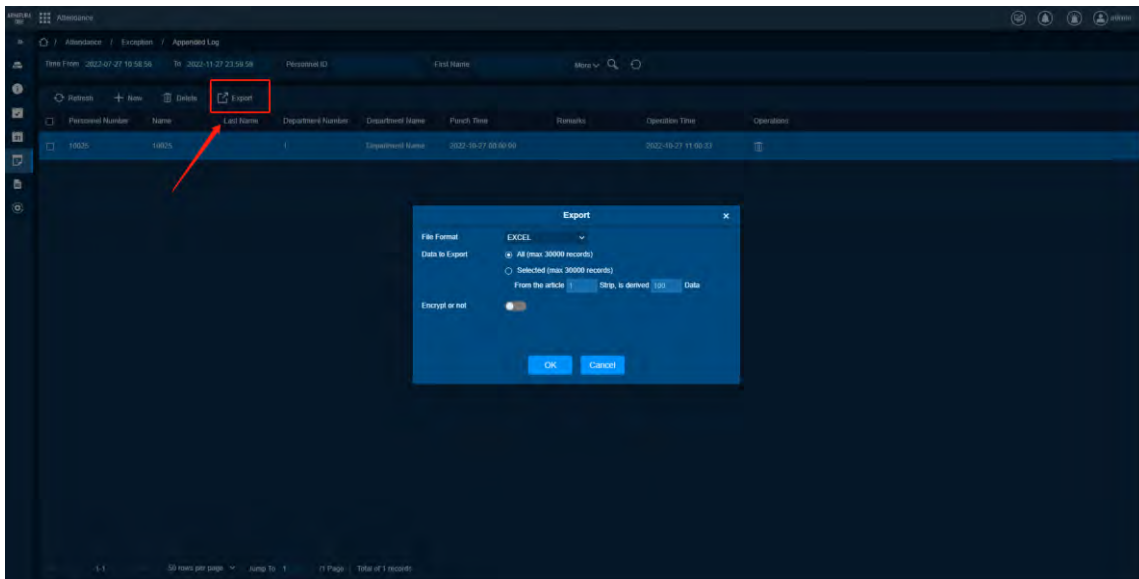 Attendance admin
Attendance / Exception / Appended Log
Time From 2022-07-27 10:58:56 To 2022-11-27 23:59:59 Personnel ID First Name More
Refresh New Delete Export
Personnel Number Name Last Name Department Number Department Name Punch Time Remarks Operation Time Operations
10025 10025 1 Department Name 2022-10-27 00:00:00 2022-10-27 11:00:33
Export
File Format EXCEL
Data to Export All (max 30000 records)
Selected (max 30000 records)
From the article 1 Strip, is derived 100 Data
Encrypt or not
OK Cancel
1-1 50 rows per page Jump To 1 /1 Page Total of 1 records